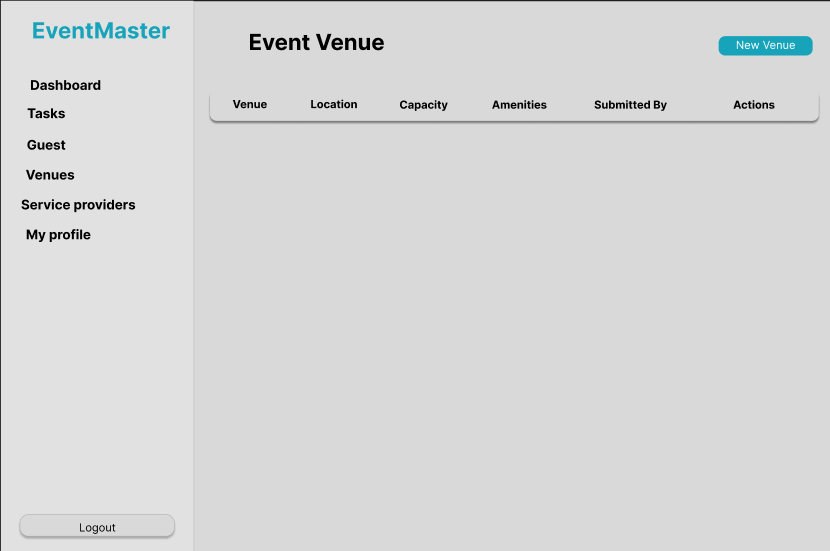 EventMaster
Dashboard
Tasks
Guest
Venues
Service providers
My profile
Logout
Event Venue
New Venue
Venue Location Capacity Amenities Submitted By Actions